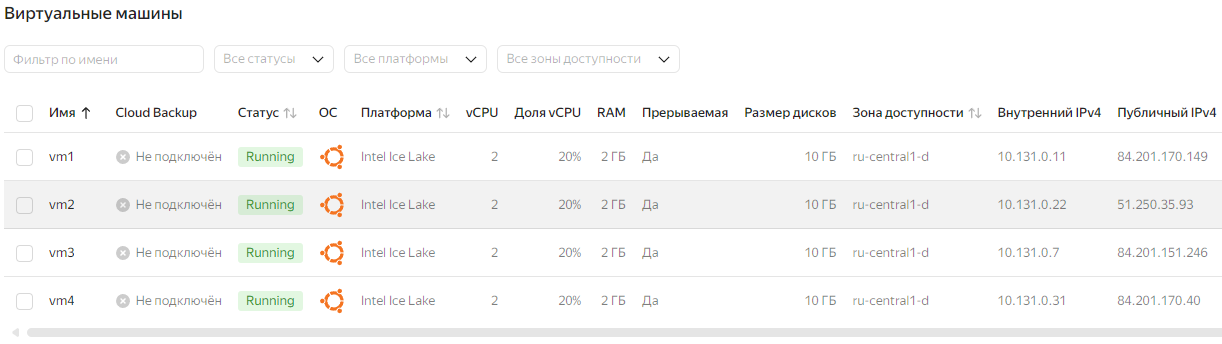 Виртуальные машины
Фильтр по имени Все статусы Все платформы Все зоны доступности
Имя Cloud Backup Статус ОС Платформа vCPU Доля vCPU RAM Прерываемая Размер дисков Зона доступности Внутренний IPv4 Публичный IPv4
vm1 Не подключён Running Intel Ice Lake 2 20% 2 ГБ Да 10 ГБ ru-central1-d 10.131.0.11 84.201.170.149
vm2 Не подключён Running Intel Ice Lake 2 20% 2 ГБ Да 10 ГБ ru-central1-d 10.131.0.22 51.250.35.93
vm3 Не подключён Running Intel Ice Lake 2 20% 2 ГБ Да 10 ГБ ru-central1-d 10.131.0.7 84.201.151.246
vm4 Не подключён Running Intel Ice Lake 2 20% 2 ГБ Да 10 ГБ ru-central1-d 10.131.0.31 84.201.170.40